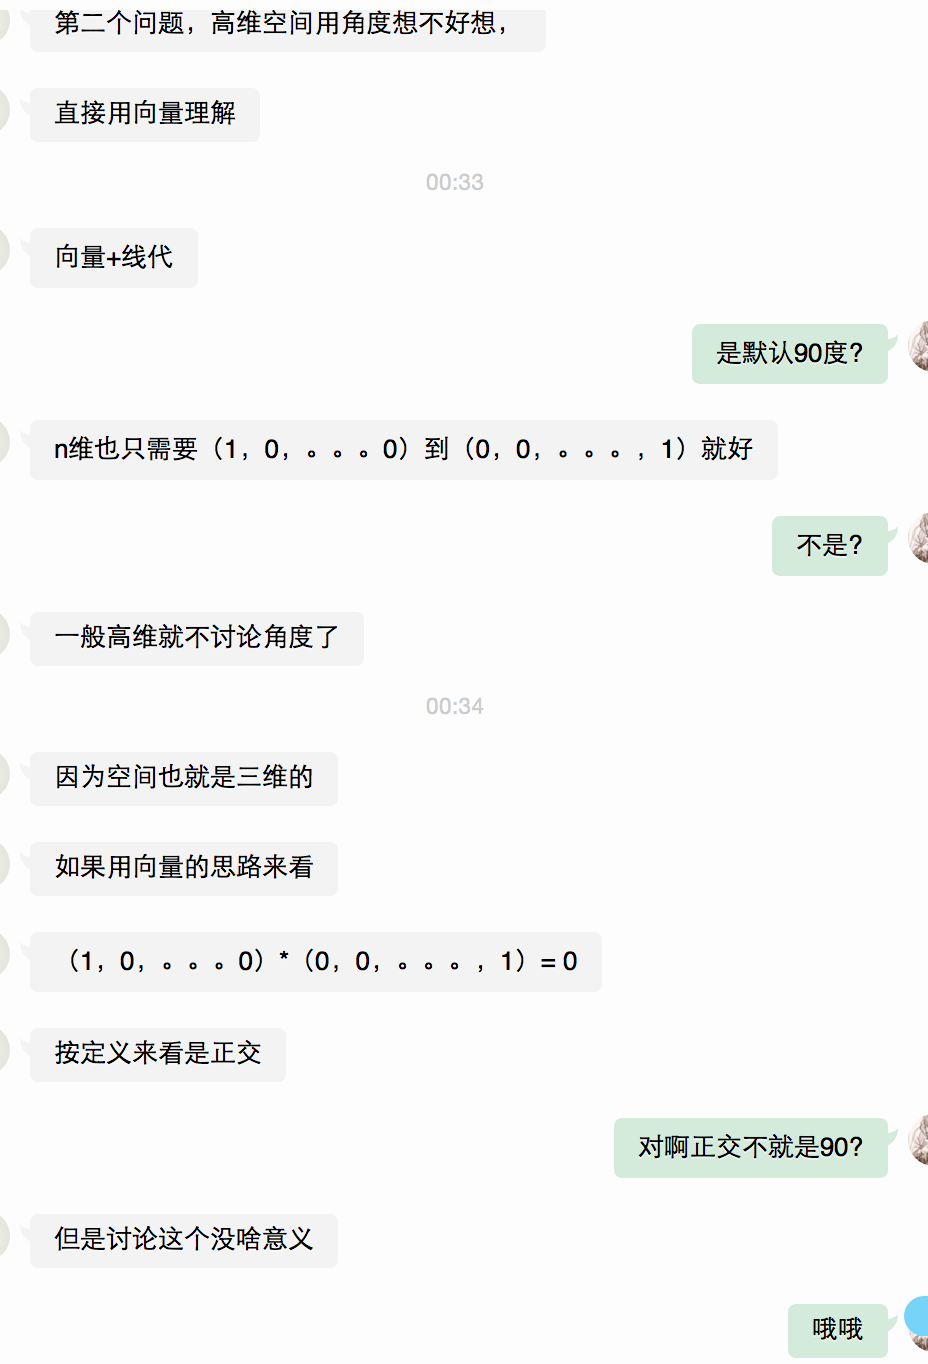 第二个问题，高维空间用角度想不好想，
直接用向量理解
00:33
向量+线代
是默认90度?
n维也只需要（1，0，。。。0）到（0，0，。。。，1）就好
不是?
一般高维就不讨论角度了
00:34
因为空间也就是三维的
如果用向量的思路来看
（1，0，。。。0）*（0，0，。。。，1）= 0
按定义来看是正交
对啊正交不就是90?
但是讨论这个没啥意义
哦哦